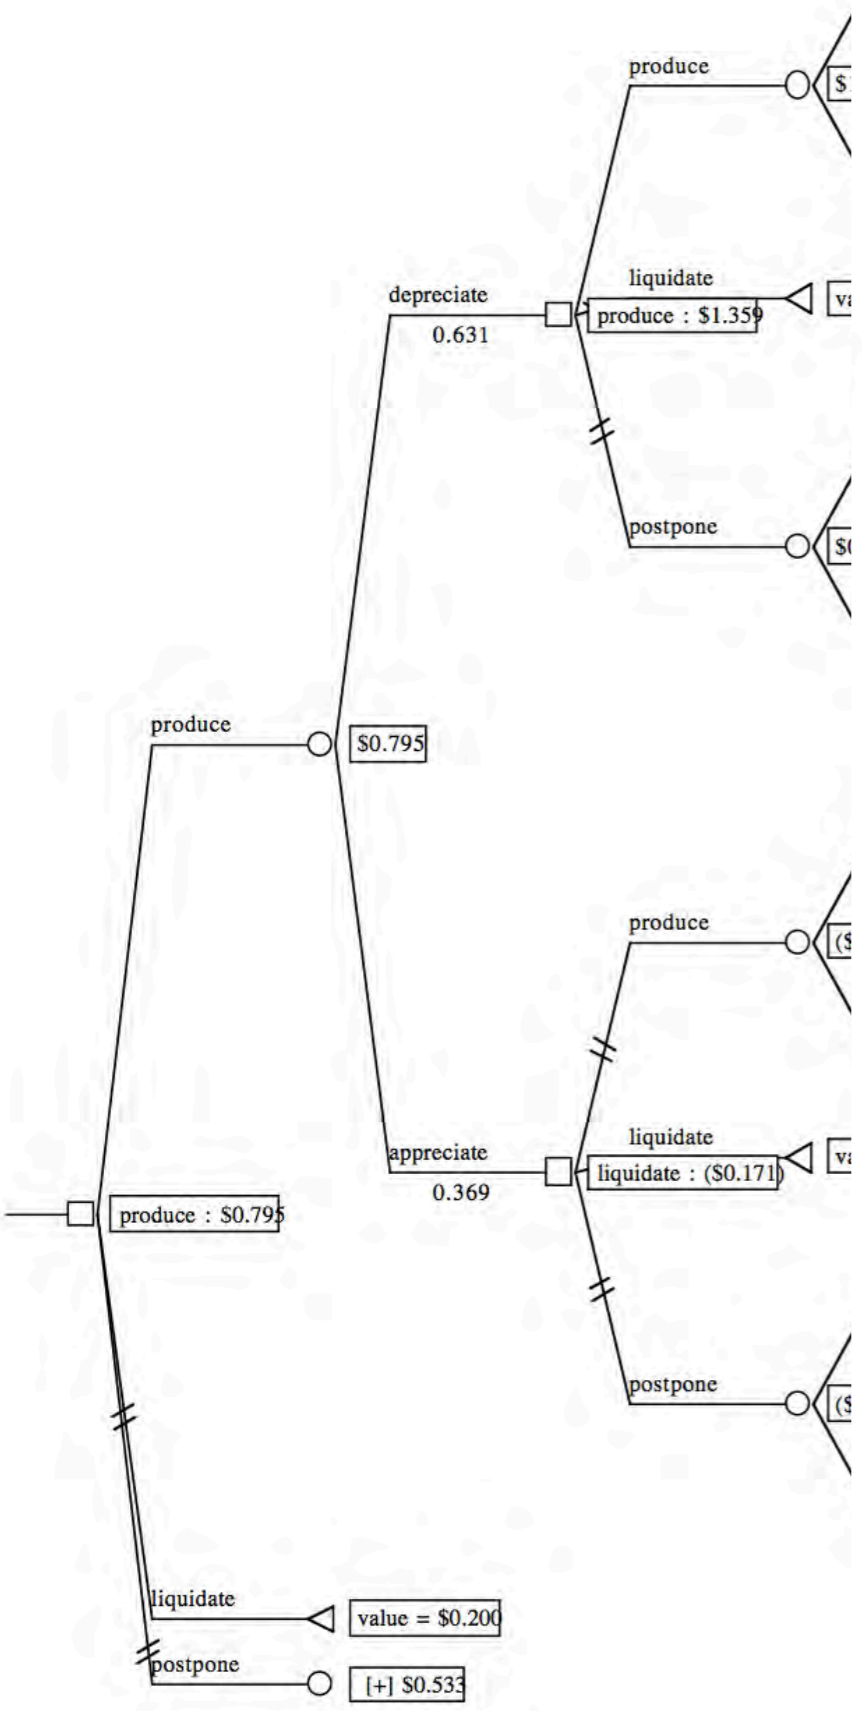 produce
$
liquidate
depreciate
produce : $1.359
0.631
postpone
produce
$0.795
produce
($
liquidate
appreciate
liquidate : ($0.171)
0.369
produce : $0.795
postpone
($
liquidate
value = $0.200
postpone
[+] $0.533